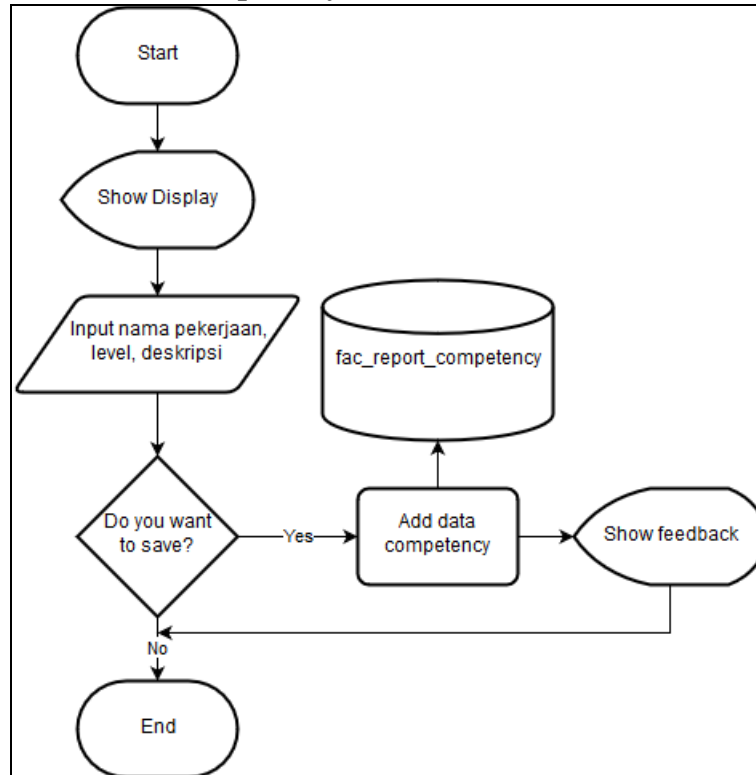 Start
Show Display
Input nama pekerjaan,
level, deskripsi
fac_report_competency
Do you want
to save?
Yes
Add data
competency
Show feedback
No
End